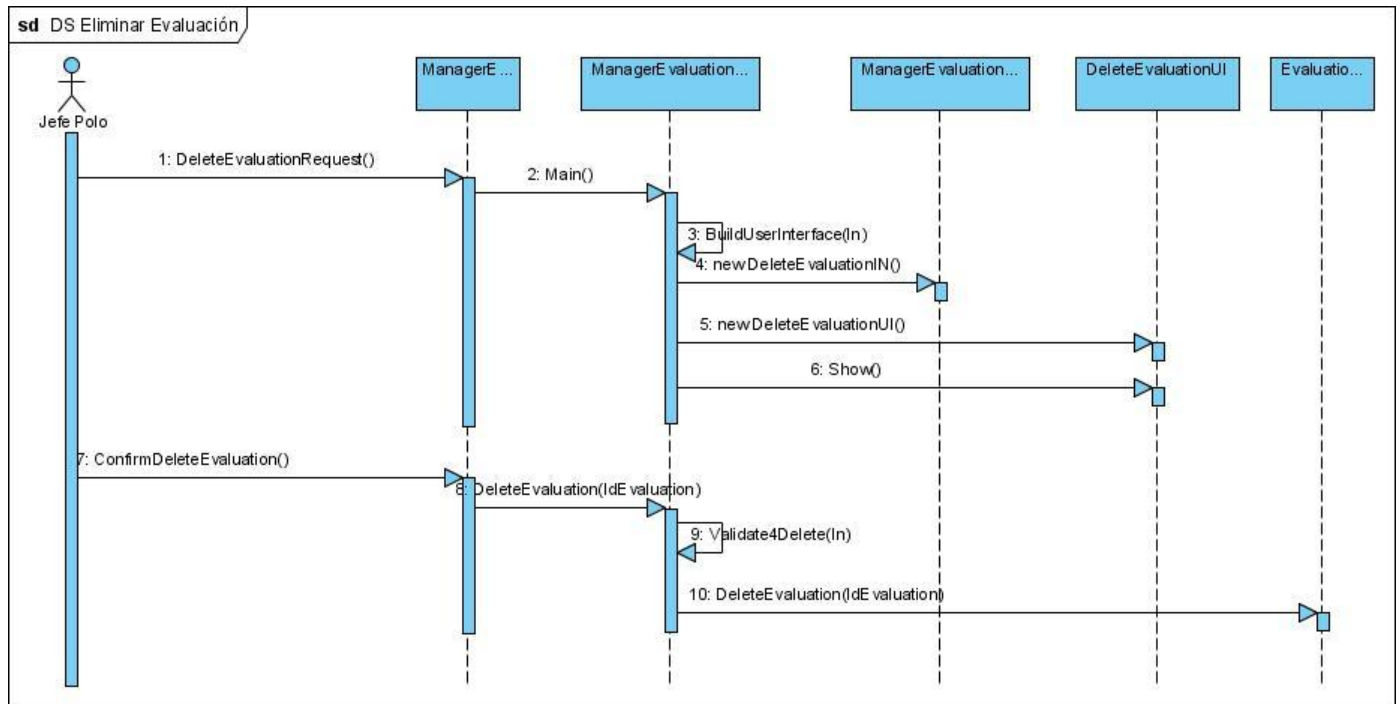 sd DS Eliminar Evaluación
Jefe Polo
ManagerE ...
ManagerEvaluation...
ManagerEvaluation...
DeleteEvaluationUI
Evaluatio...
1: DeleteEvaluationRequest()
2: Main()
3: BuildUserInterface(In)
4: newDeleteEvaluationIN()
5: newDeleteEvaluationUI()
6: Show()
7: ConfirmDeleteEvaluation()
8: DeleteEvaluation(IdEvaluation)
9: Validate4Delete(In)
10: DeleteEvaluation(IdEvaluation)